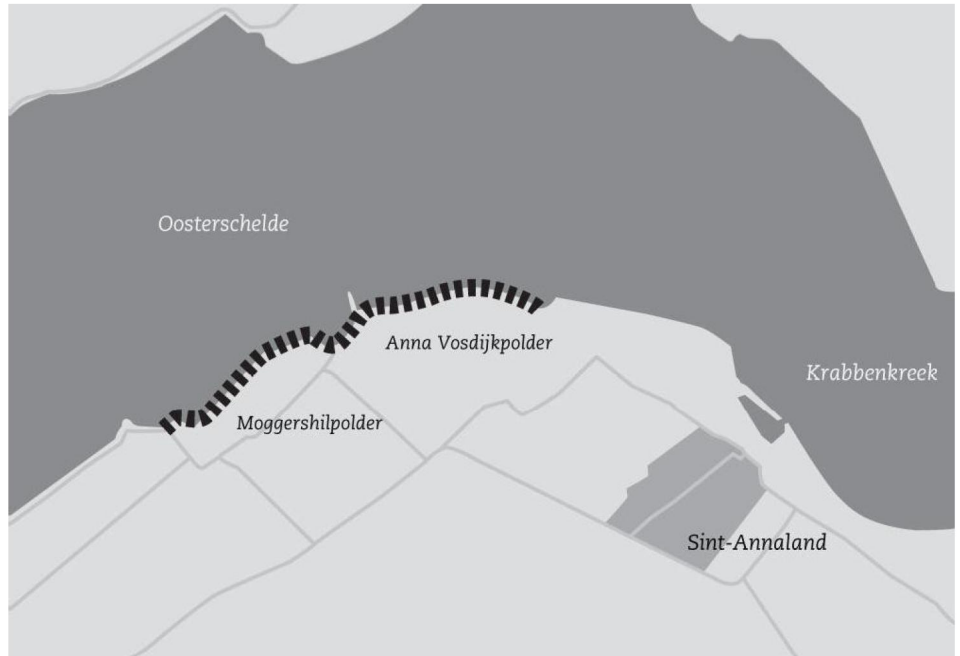 Oosterschelde
Anna Vosdijkpolder
Krabbenkreek
Moggershilpolder
Sint-Annaland